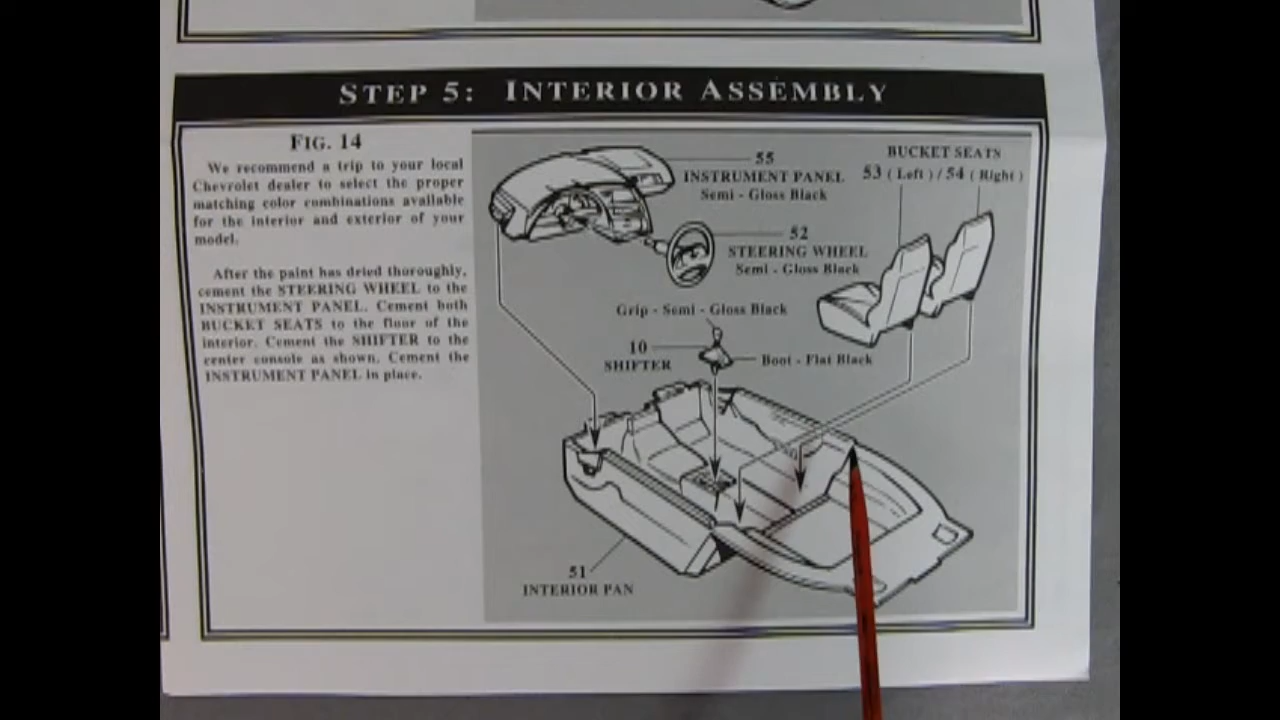 STEP 5: INTERIOR ASSEMBLY
FIG. 14
We recommend a trip to your local
Chevrolet dealer to select the proper
matching color combinations available
for the interior and exterior of your
model.
After the paint has dried thoroughly,
cement the STEERING WHEEL to the
INSTRUMENT PANEL. Cement both
BUCKET SEATS to the floor of the
interior. Cement the SHIFTER to the
center console as shown. Cement the
INSTRUMENT PANEL in place.
55
INSTRUMENT PANEL
Semi - Gloss Black
BUCKET SEATS
53 ( Left ) / 54 ( Right )
52
STEERING WHEEL
Semi - Gloss Black
Grip - Semi - Gloss Black
10
SHIFTER
Boot - Flat Black
51
INTERIOR PAN